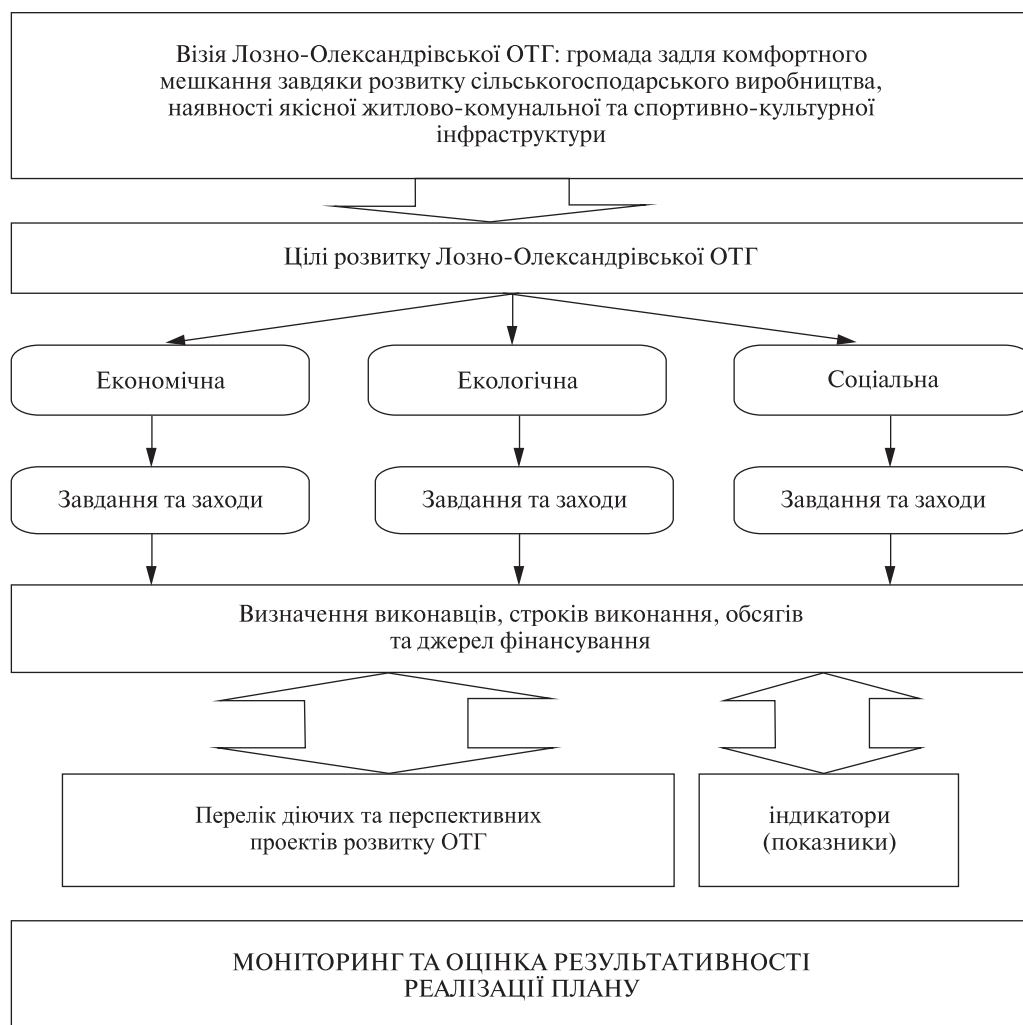 Візія Лозно-Олександрівської ОТГ: громада задля комфортного
мешкання завдяки розвитку сільськогосподарського виробництва,
наявності якісної житлово-комунальної та спортивно-культурної
інфраструктури
Цілі розвитку Лозно-Олександрівської ОТГ
Економічна
Екологічна
Соціальна
Завдання та заходи
Завдання та заходи
Завдання та заходи
Визначення виконавців, строків виконання, обсягів
та джерел фінансування
Перелік діючих та перспективних
проектів розвитку ОТГ
індикатори
(показники)
МОНІТОРИНГ ТА ОЦІНКА РЕЗУЛЬТАТИВНОСТІ
РЕАЛІЗАЦІЇ ПЛАНУ